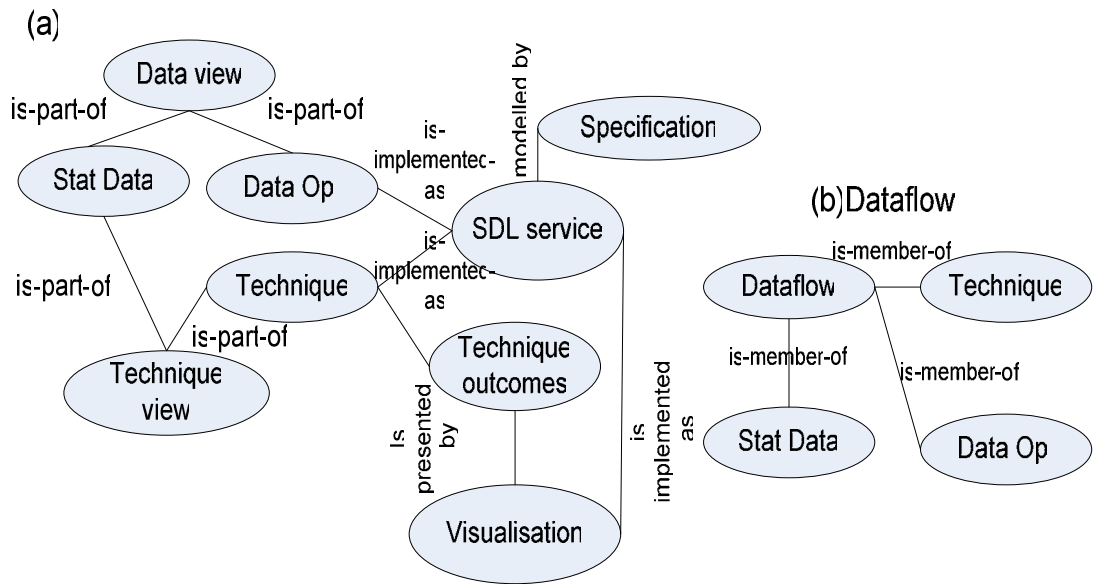 (a)
Data view
is-part-of
is-part-of
Stat Data
Data Op
is-
implementec-
as
modelled by
Specification
SDL service
is-part-of
Technique
is-
implementec-
as
is-part-of
Technique
view
Technique
outcomes
Is
presented
by
is
implemented
as
Visualisation
(b)Dataflow
is-member-of
Dataflow
Technique
is-member-of
is-member-of
Stat Data
Data Op